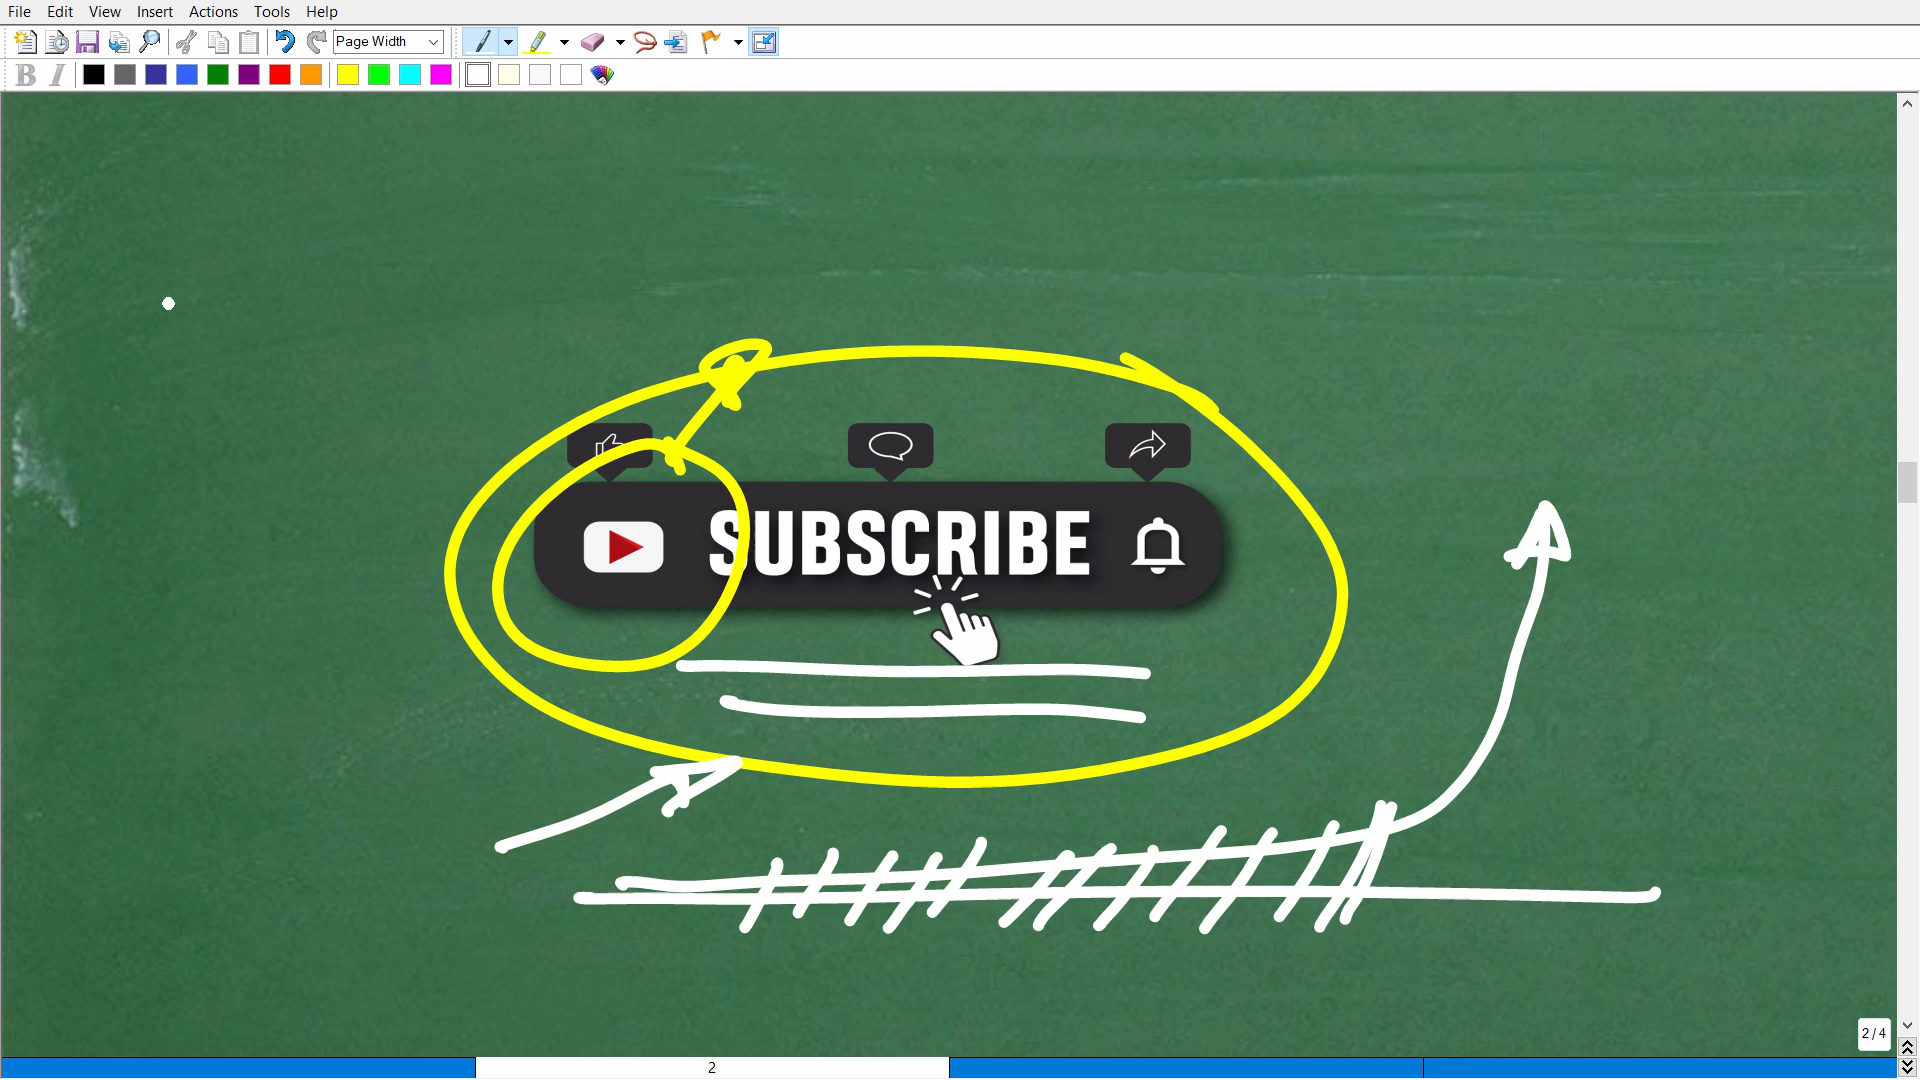 File Edit View Insert Actions Tools Help
Page Width
B I
SUBSCRIBE
2 / 4
2